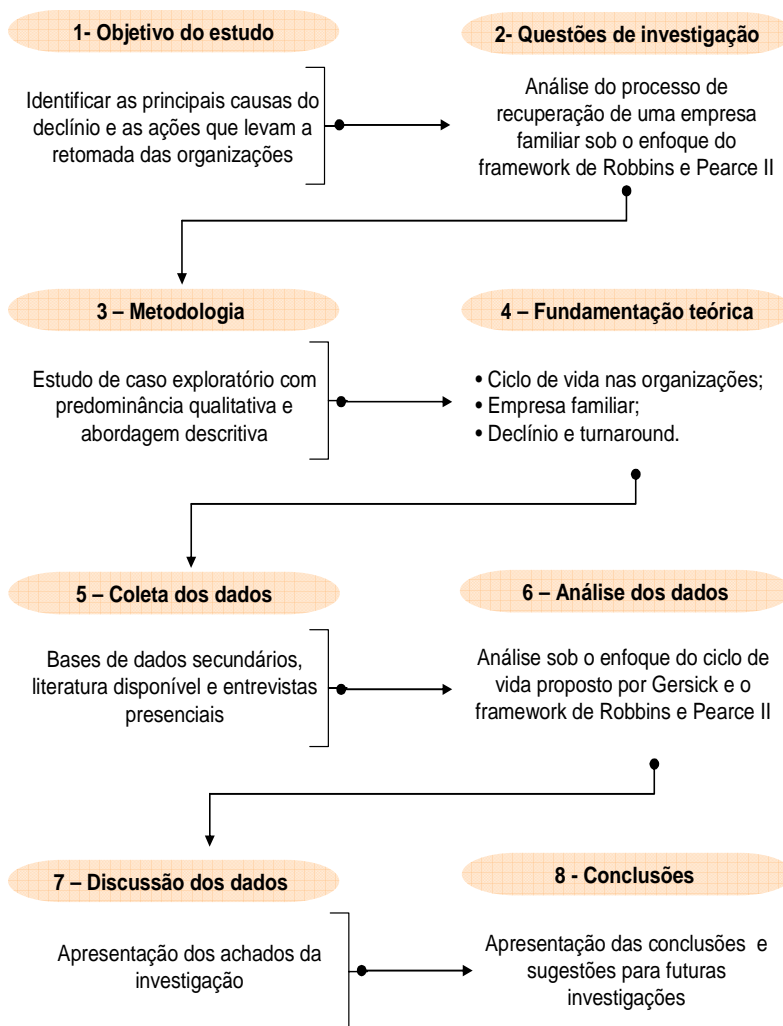 1- Objetivo do estudo
Identificar as principais causas do
declínio e as ações que levam a
retomada das organizações
2- Questões de investigação
Análise do processo de
recuperação de uma empresa
familiar sob o enfoque do
framework de Robbins e Pearce II
3 – Metodologia
Estudo de caso exploratório com
predominância qualitativa e
abordagem descritiva
4 – Fundamentação teórica
• Ciclo de vida nas organizações;
• Empresa familiar;
• Declínio e turnaround.
5 – Coleta dos dados
Bases de dados secundários,
literatura disponível e entrevistas
presenciais
6 – Análise dos dados
Análise sob o enfoque do ciclo de
vida proposto por Gersick e o
framework de Robbins e Pearce II
7 – Discussão dos dados
Apresentação dos achados da
investigação
8 - Conclusões
Apresentação das conclusões e
sugestões para futuras
investigações